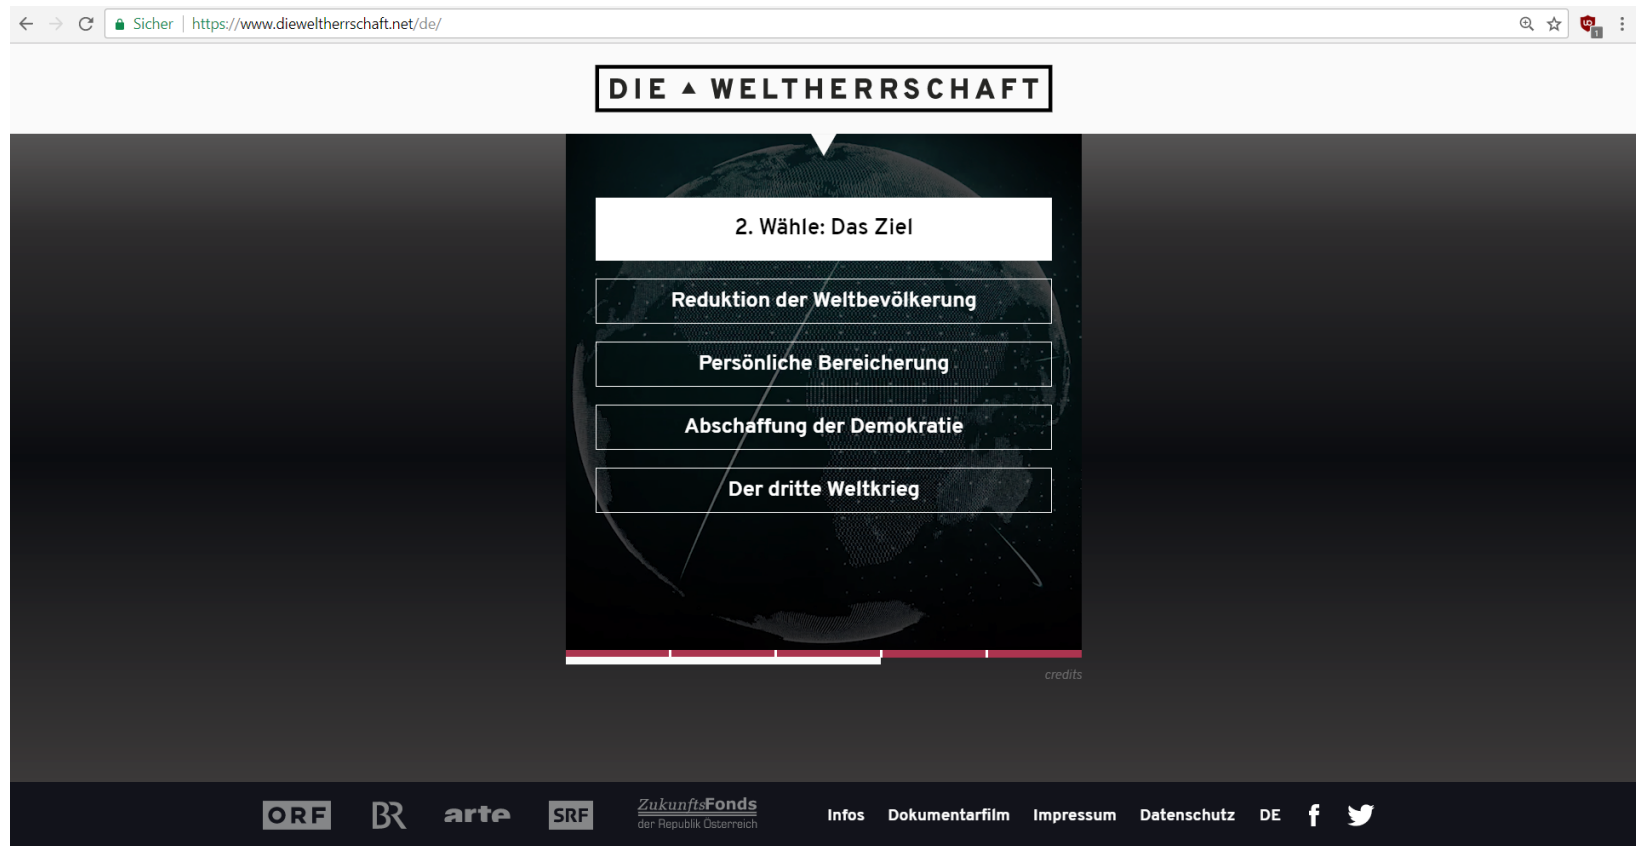 Sicher | https://www.dieweltherrschaft.net/de/
1
DIE ▲ WELTHERRSCHAFT
2. Wähle: Das Ziel
Reduktion der Weltbevölkerung
Persönliche Bereicherung
Abschaffung der Demokratie
Der dritte Weltkrieg
credits
ORF BR arte SRF ZukunftsFonds
der Republik Österreich
Infos Dokumentarfilm Impressum Datenschutz DE